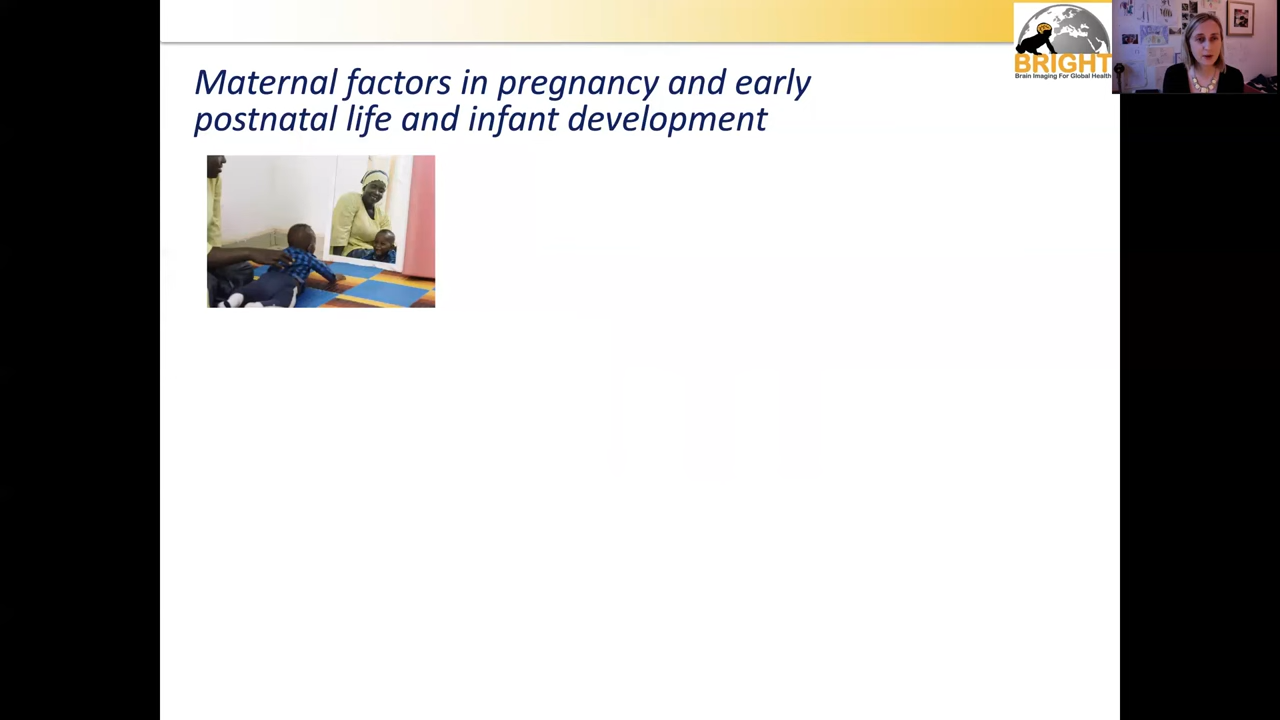 Maternal factors in pregnancy and early
postnatal life and infant development
BRIGHT
Brain Imaging For Global Health